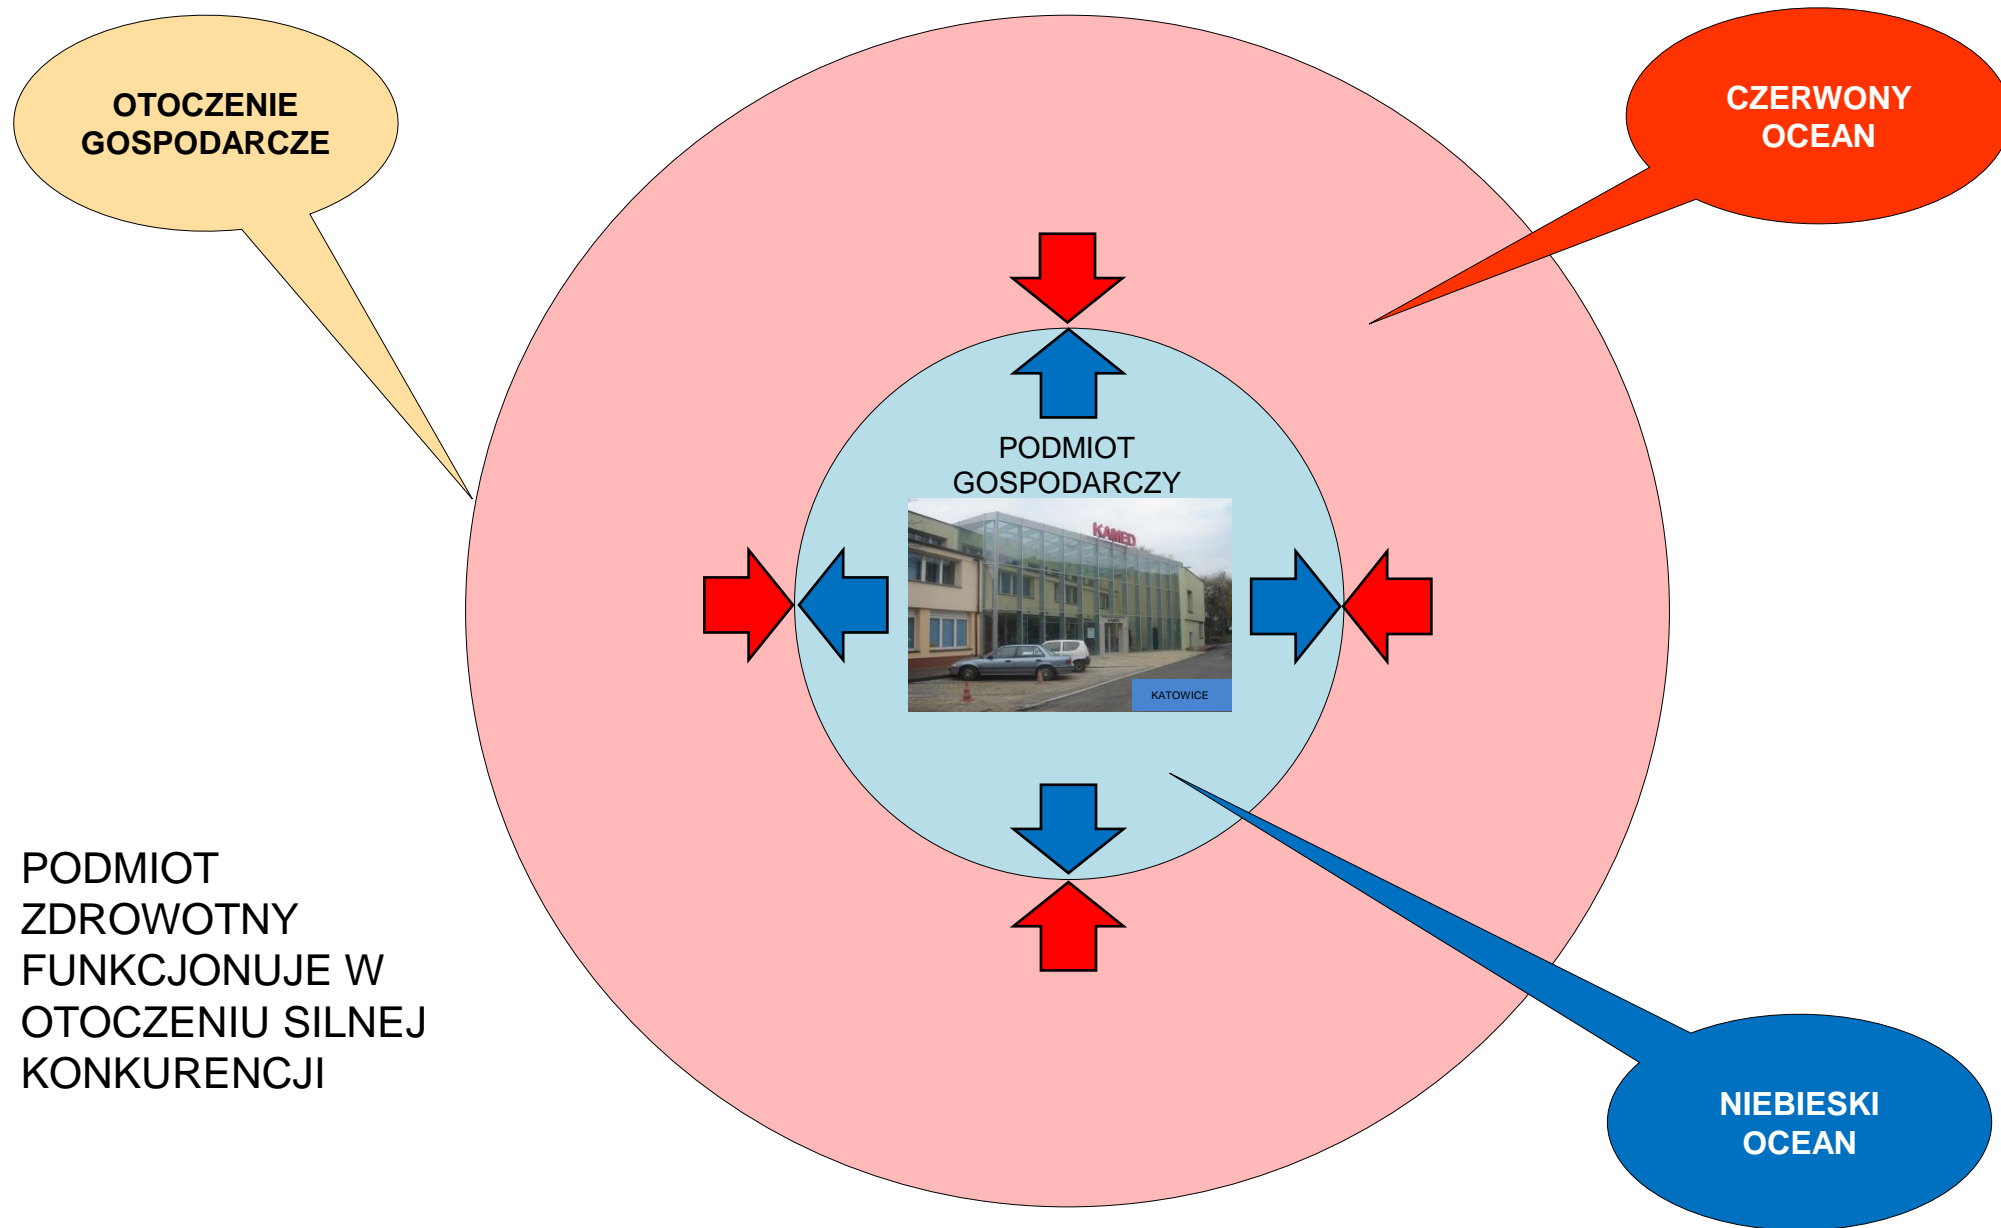 OTOCZENIE
GOSPODARCZE
CZERWONY
OCEAN
PODMIOT
GOSPODARCZY
KAMED
KATOWICE
PODMIOT
ZDROWOTNY
FUNKCJONUJE W
OTOCZENIU SILNEJ
KONKURENCJI
NIEBIESKI
OCEAN